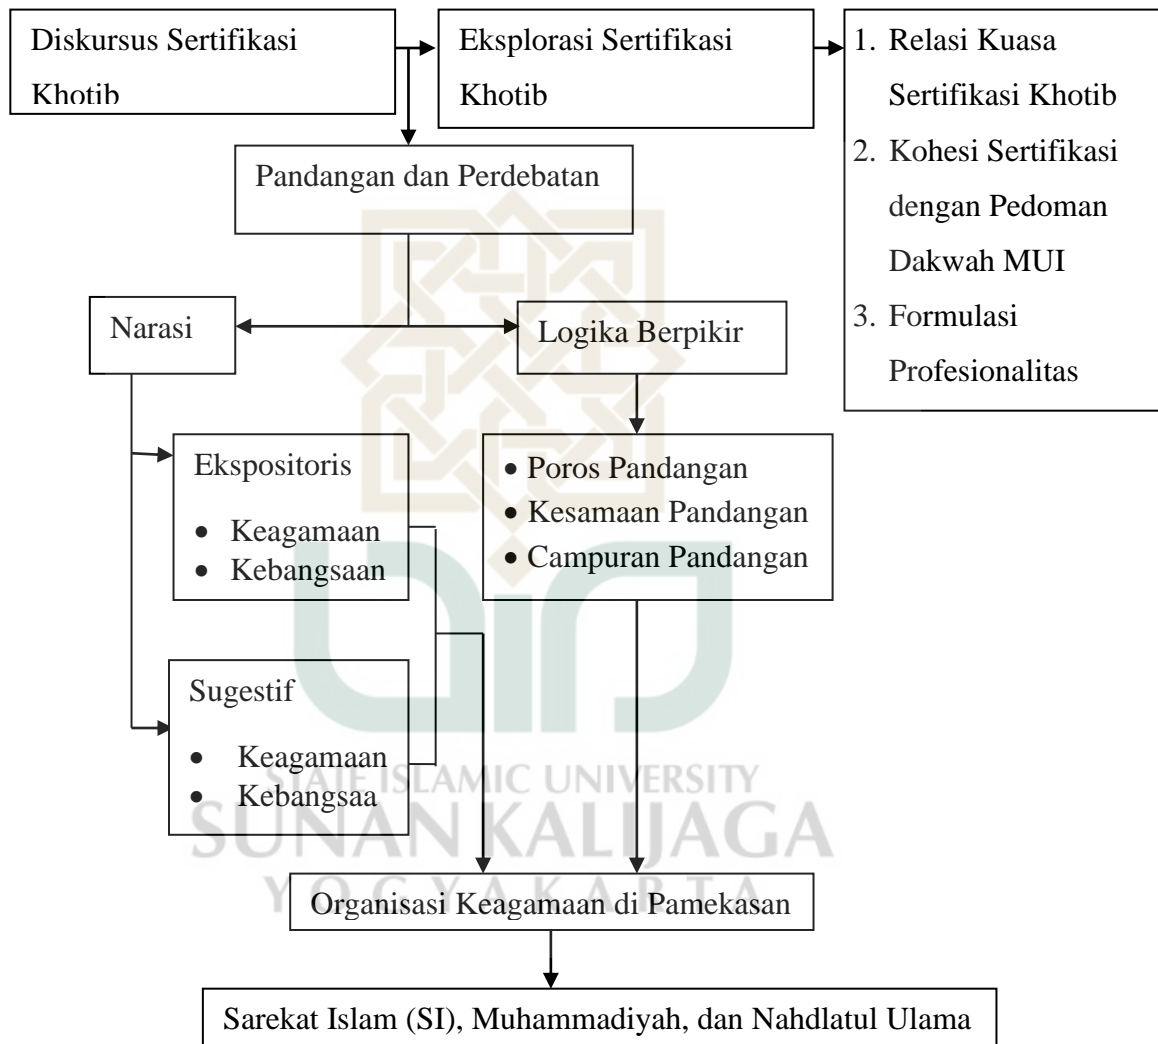 Diskursus Sertifikasi
Khotib
Eksplorasi Sertifikasi
Khotib
1. Relasi Kuasa
Sertifikasi Khotib
2. Kohesi Sertifikasi
dengan Pedoman
Dakwah MUI
3. Formulasi
Profesionalitas
Pandangan dan Perdebatan
Narasi
Logika Berpikir
Ekspositoris
• Keagamaan
• Kebangsaan
• Poros Pandangan
• Kesamaan Pandangan
• Campuran Pandangan
Sugestif
• Keagamaan
• Kebangsaa
STATE ISLAMIC UNIVERSITY
SUNAN KALIJAGA
YOGYAKARTA
Organisasi Keagamaan di Pamekasan
Sarekat Islam (SI), Muhammadiyah, dan Nahdlatul Ulama